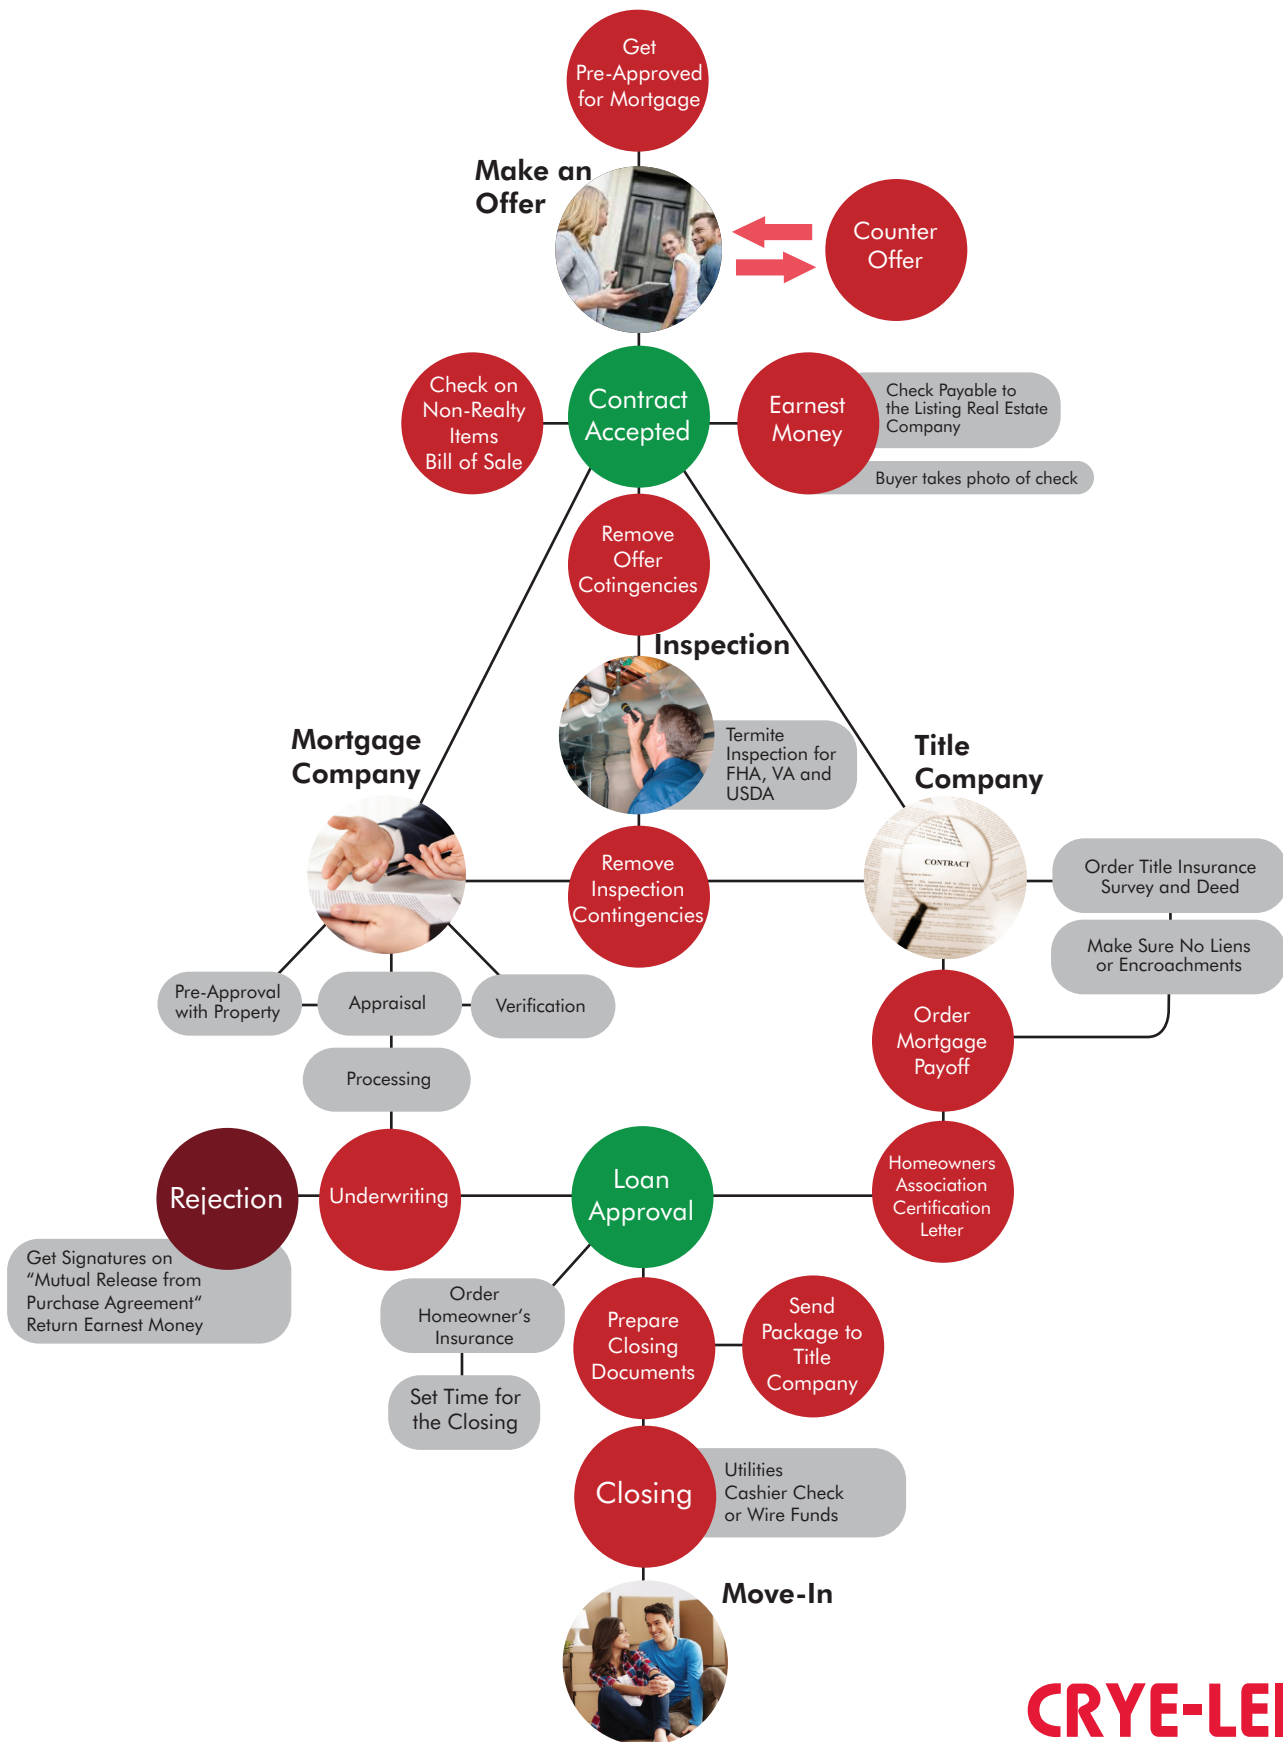 Get
Pre-Approved
for Mortgage
Make an
Offer
Counter
Offer
Check on
Non-Realty
Items
Bill of Sale
Contract
Accepted
Earnest
Money
Check Payable to
the Listing Real Estate
Company
Buyer takes photo of check
Remove
Offer
Cotingencies
Inspection
Termite
Inspection for
FHA, VA and
USDA
Mortgage
Company
Title
Company
CONTRACT
Remove
Inspection
Contingencies
Order Title Insurance
Survey and Deed
Make Sure No Liens
or Encroachments
Pre-Approval
with Property
Appraisal
Verification
Order
Mortgage
Payoff
Processing
Rejection
Underwriting
Loan
Approval
Homeowners
Association
Certification
Letter
Get Signatures on
“Mutual Release from
Purchase Agreement“
Return Earnest Money
Order
Homeowner‘s
Insurance
Set Time for
the Closing
Prepare
Closing
Documents
Send
Package to
Title
Company
Closing
Utilities
Cashier Check
or Wire Funds
Move-In
CRYE-LEI